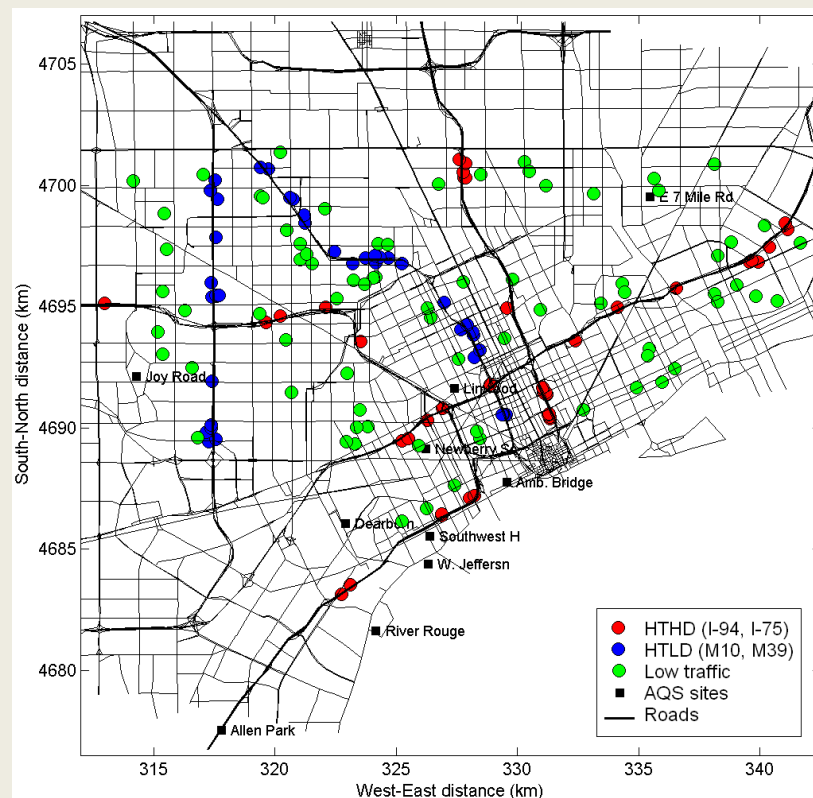 4705
4700
4695
4690
4685
4680
South-North distance (km)
E 7 Mile Rd
Joy Road
Linwood
Newberry Sc
Amb. Bridge
Dearborn
Southwest H
W. Jeffersn
River Rouge
Allen Park
HTHD (I-94, I-75)
HTLD (M10, M39)
Low traffic
AQS sites
Roads
315
320
325
330
335
340
West-East distance (km)